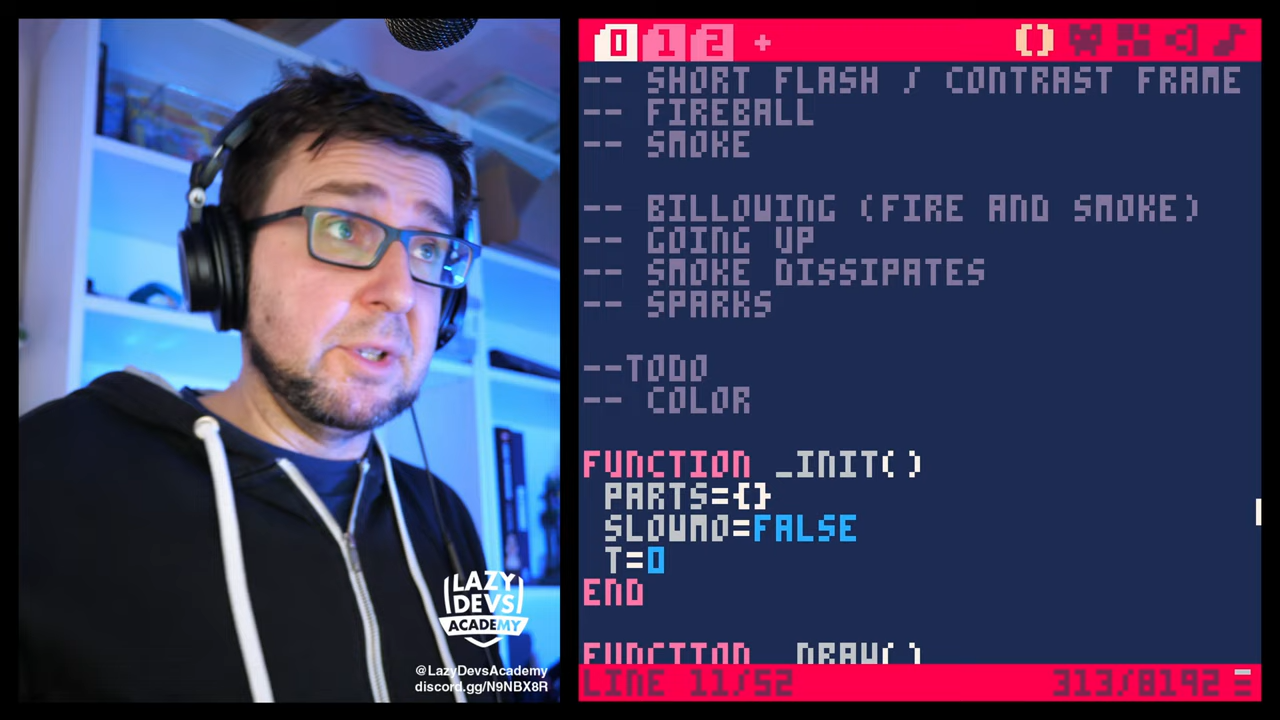 LAZY
DEVS
ACADEMY
@LazyDevsAcademy
discord.gg/N9NBX8R
0 1 2 +
-- SHORT FLASH / CONTRAST FRAME
-- FIREBALL
-- SMOKE
-- BILLOWING (FIRE AND SMOKE)
-- GOING UP
-- SMOKE DISSIPATES
-- SPARKS
--TODO
-- COLOR
FUNCTION _INIT()
PARTS={}
SLOWMO=FALSE
T=0
END
FUNCTION _DRAW()
LINE 11/52
313/8192